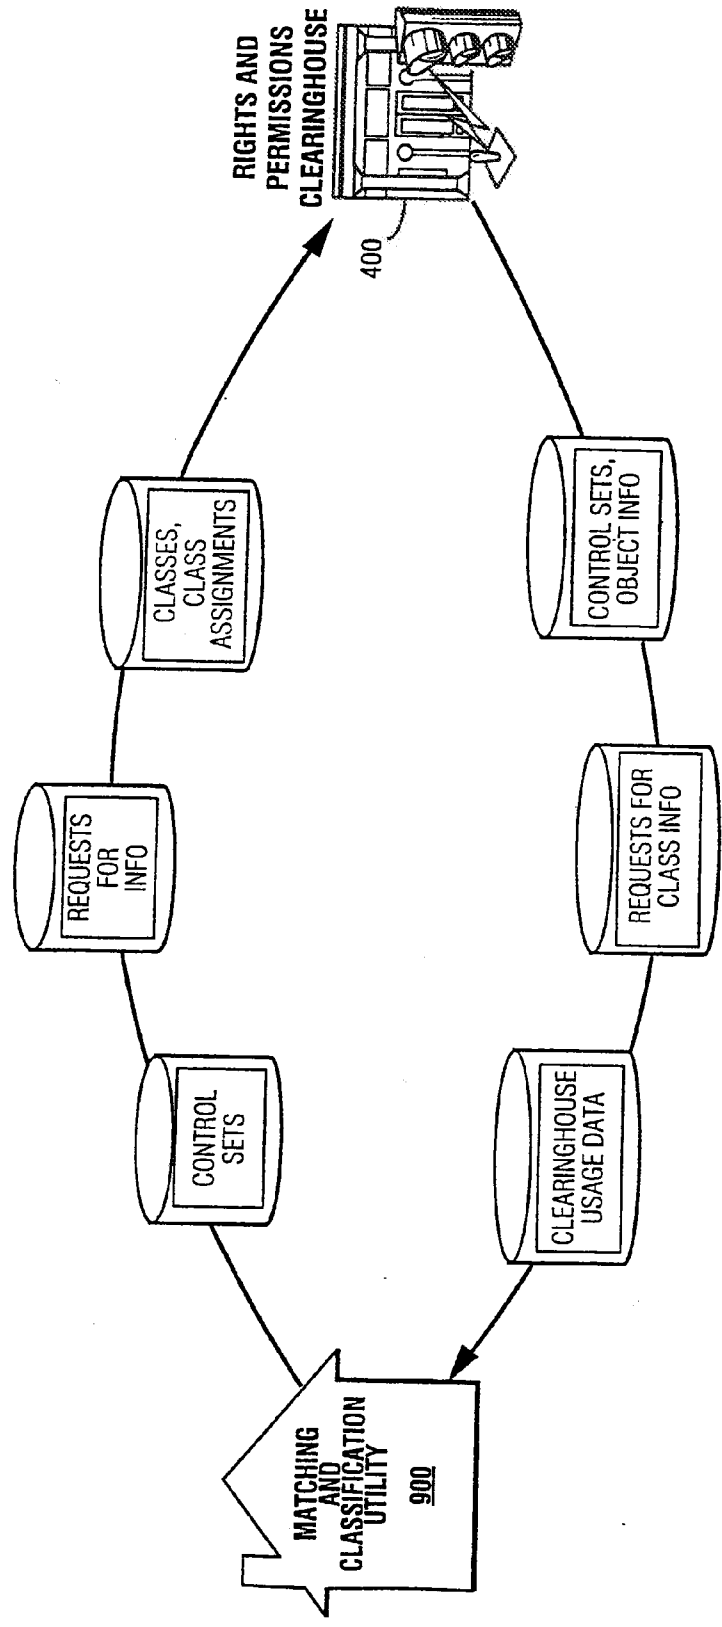 RIGHTS AND
PERMISSIONS
CLEARINGHOUSE
400
CLASSES,
CLASS
ASSIGNMENTS
REQUESTS
FOR
INFO
CONTROL
SETS
MATCHING
AND
CLASSIFICATION
UTILITY
900
CONTROL SETS,
OBJECT INFO
REQUESTS FOR
CLASS INFO
CLEARINGHOUSE
USAGE DATA